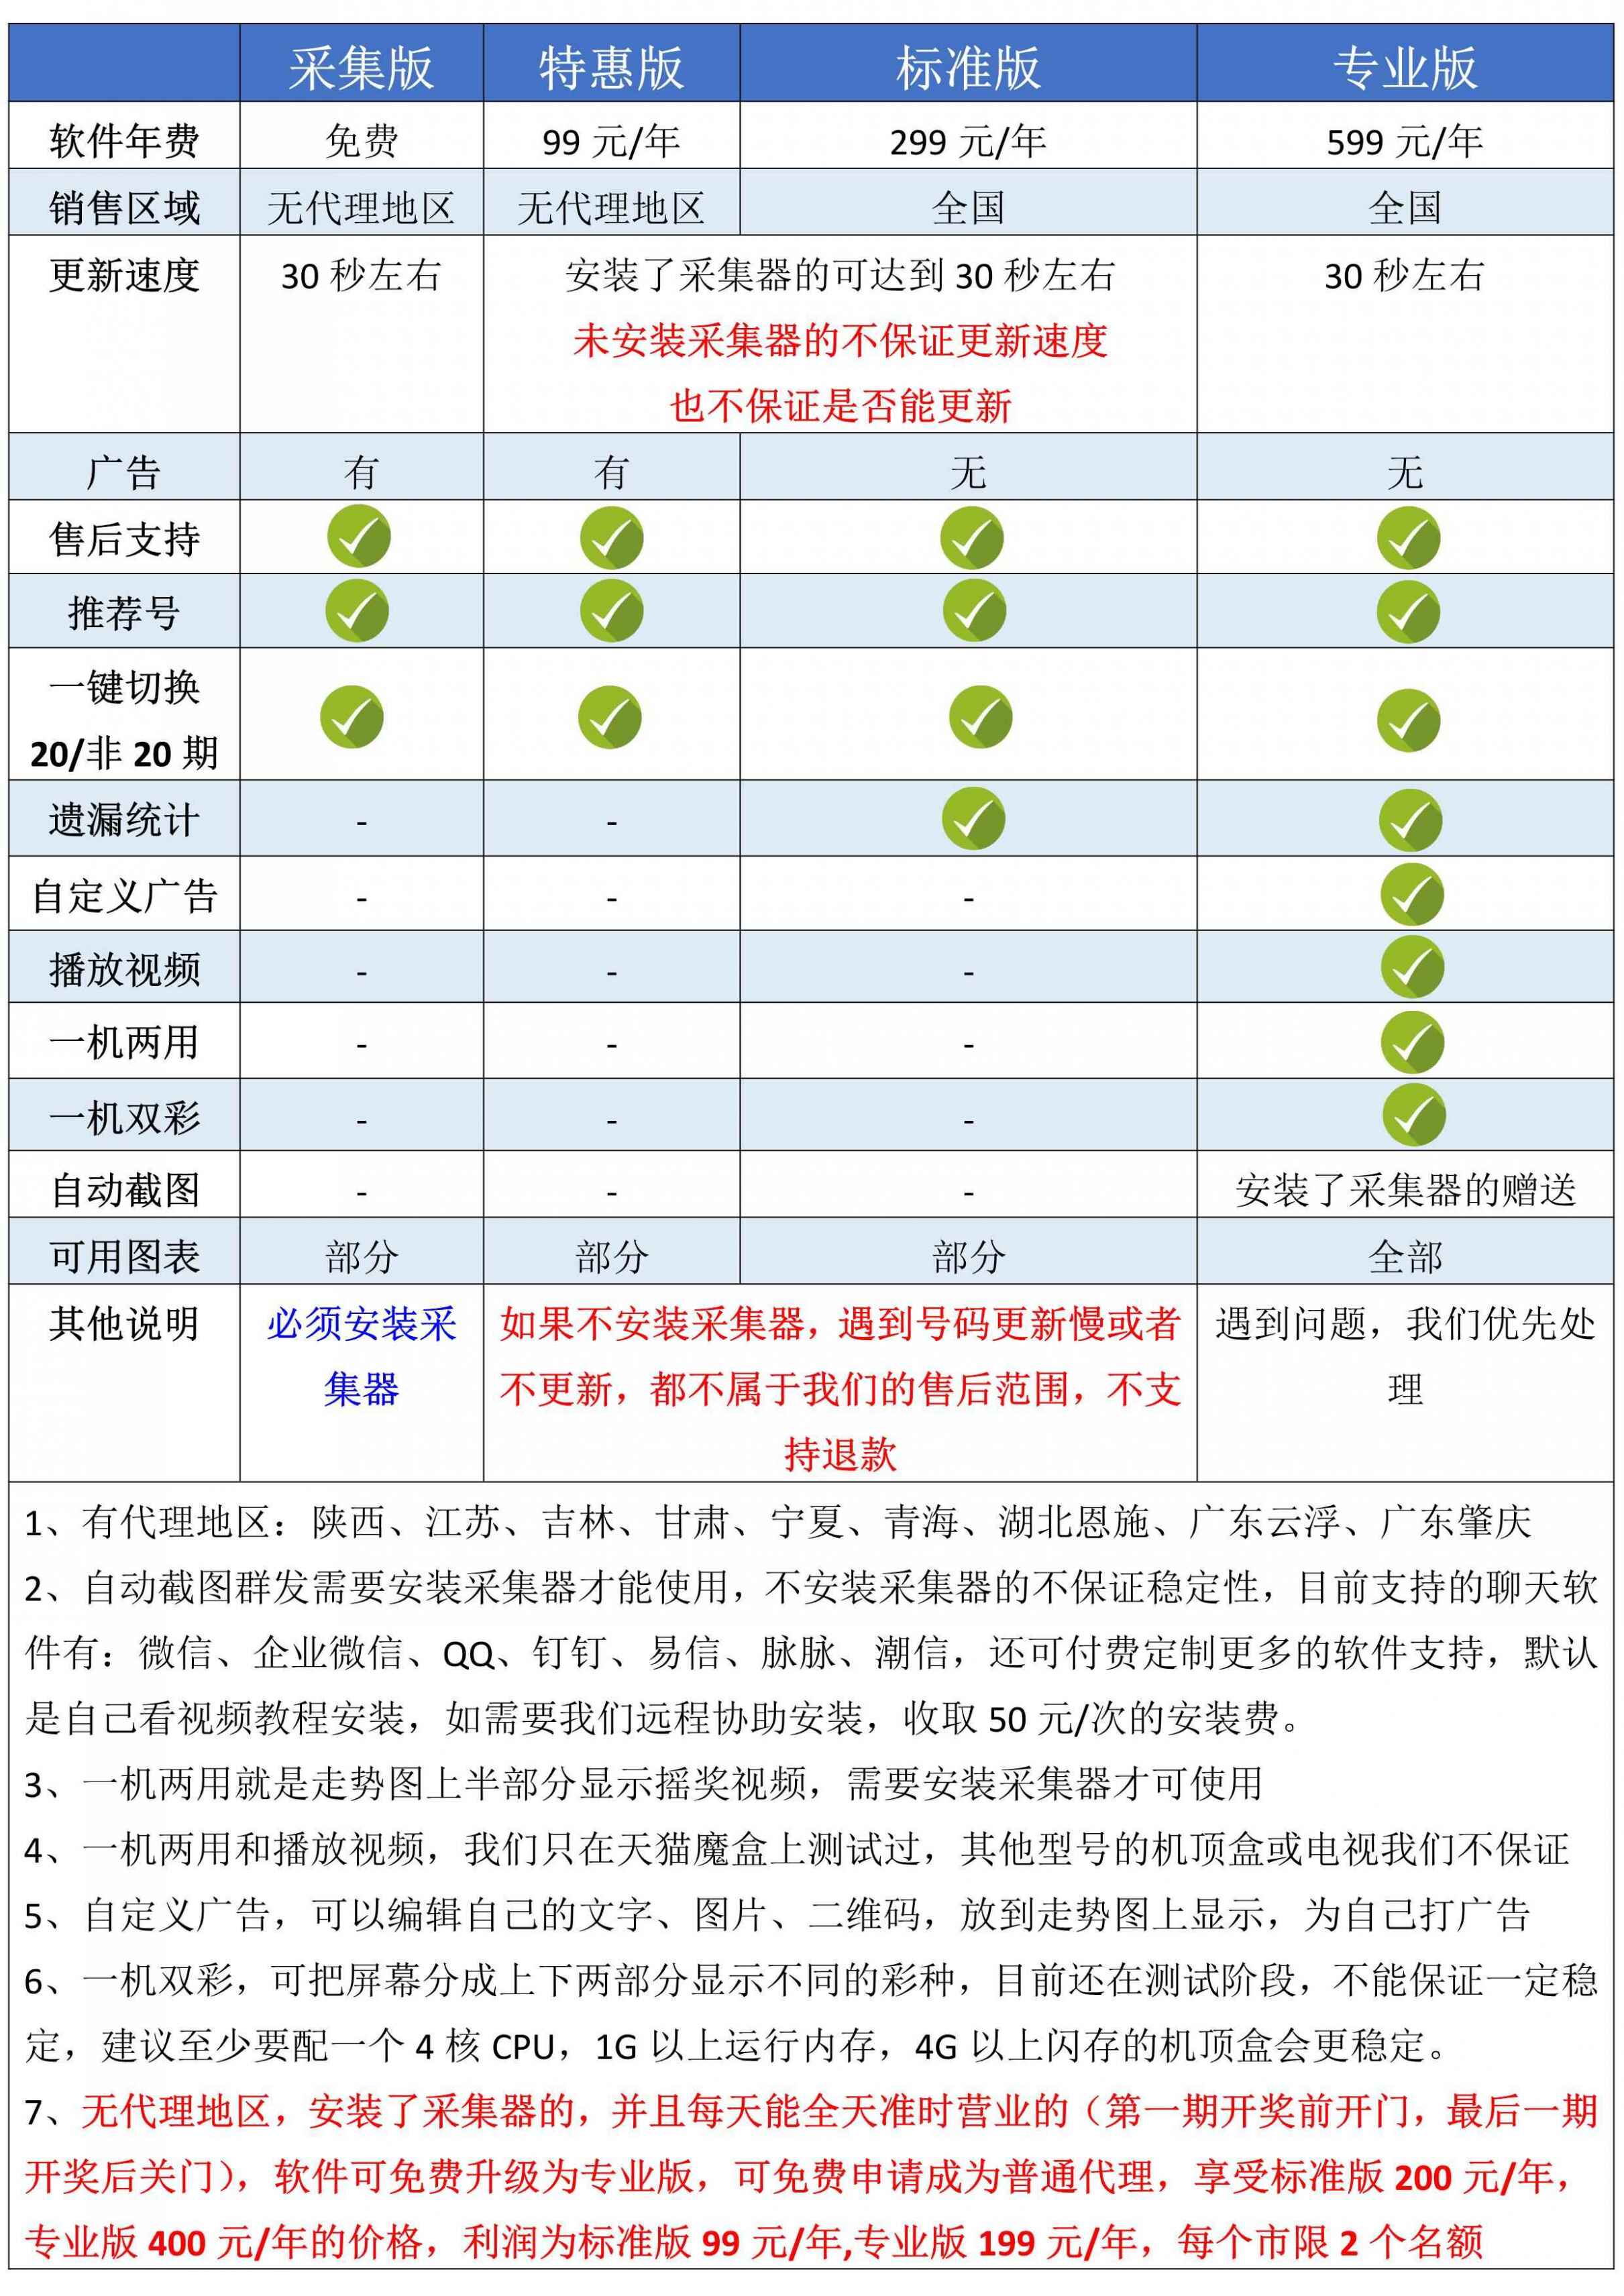 采集版 特惠版 标准版 专业版
软件年费 免费 99 元/年 299 元/年 599 元/年
销售区域 无代理地区 无代理地区 全国 全国
更新速度 30 秒左右 安装了采集器的可达到 30 秒左右 30 秒左右
未安装采集器的不保证更新速度
也不保证是否能更新
广告 有 有 无 无
售后支持
推荐号
一键切换
20/非 20 期
遗漏统计 - -
自定义广告 - - -
播放视频 - - -
一机两用 - - -
一机双彩 - - -
自动截图 - - - 安装了采集器的赠送
可用图表 部分 部分 部分 全部
其他说明 必须安装采 如果不安装采集器，遇到号码更新慢或者 遇到问题，我们优先处
集器 不更新，都不属于我们的售后范围，不支 理
持退款
1、有代理地区：陕西、江苏、吉林、甘肃、宁夏、青海、湖北恩施、广东云浮、广东肇庆
2、自动截图群发需要安装采集器才能使用，不安装采集器的不保证稳定性，目前支持的聊天软
件有：微信、企业微信、QQ、钉钉、易信、脉脉、潮信，还可付费定制更多的软件支持，默认
是自己看视频教程安装，如需要我们远程协助安装，收取 50 元/次的安装费。
3、一机两用就是走势图上半部分显示摇奖视频，需要安装采集器才可使用
4、一机两用和播放视频，我们只在天猫魔盒上测试过，其他型号的机顶盒或电视我们不保证
5、自定义广告，可以编辑自己的文字、图片、二维码，放到走势图上显示，为自己打广告
6、一机双彩，可把屏幕分成上下两部分显示不同的彩种，目前还在测试阶段，不能保证一定稳
定，建议至少要配一个 4 核 CPU，1G 以上运行内存，4G 以上闪存的机顶盒会更稳定。
7、无代理地区，安装了采集器的，并且每天能全天准时营业的（第一期开奖前开门，最后一期
开奖后关门），软件可免费升级为专业版，可免费申请成为普通代理，享受标准版 200 元/年，
专业版 400 元/年的价格，利润为标准版 99 元/年,专业版 199 元/年，每个市限 2 个名额